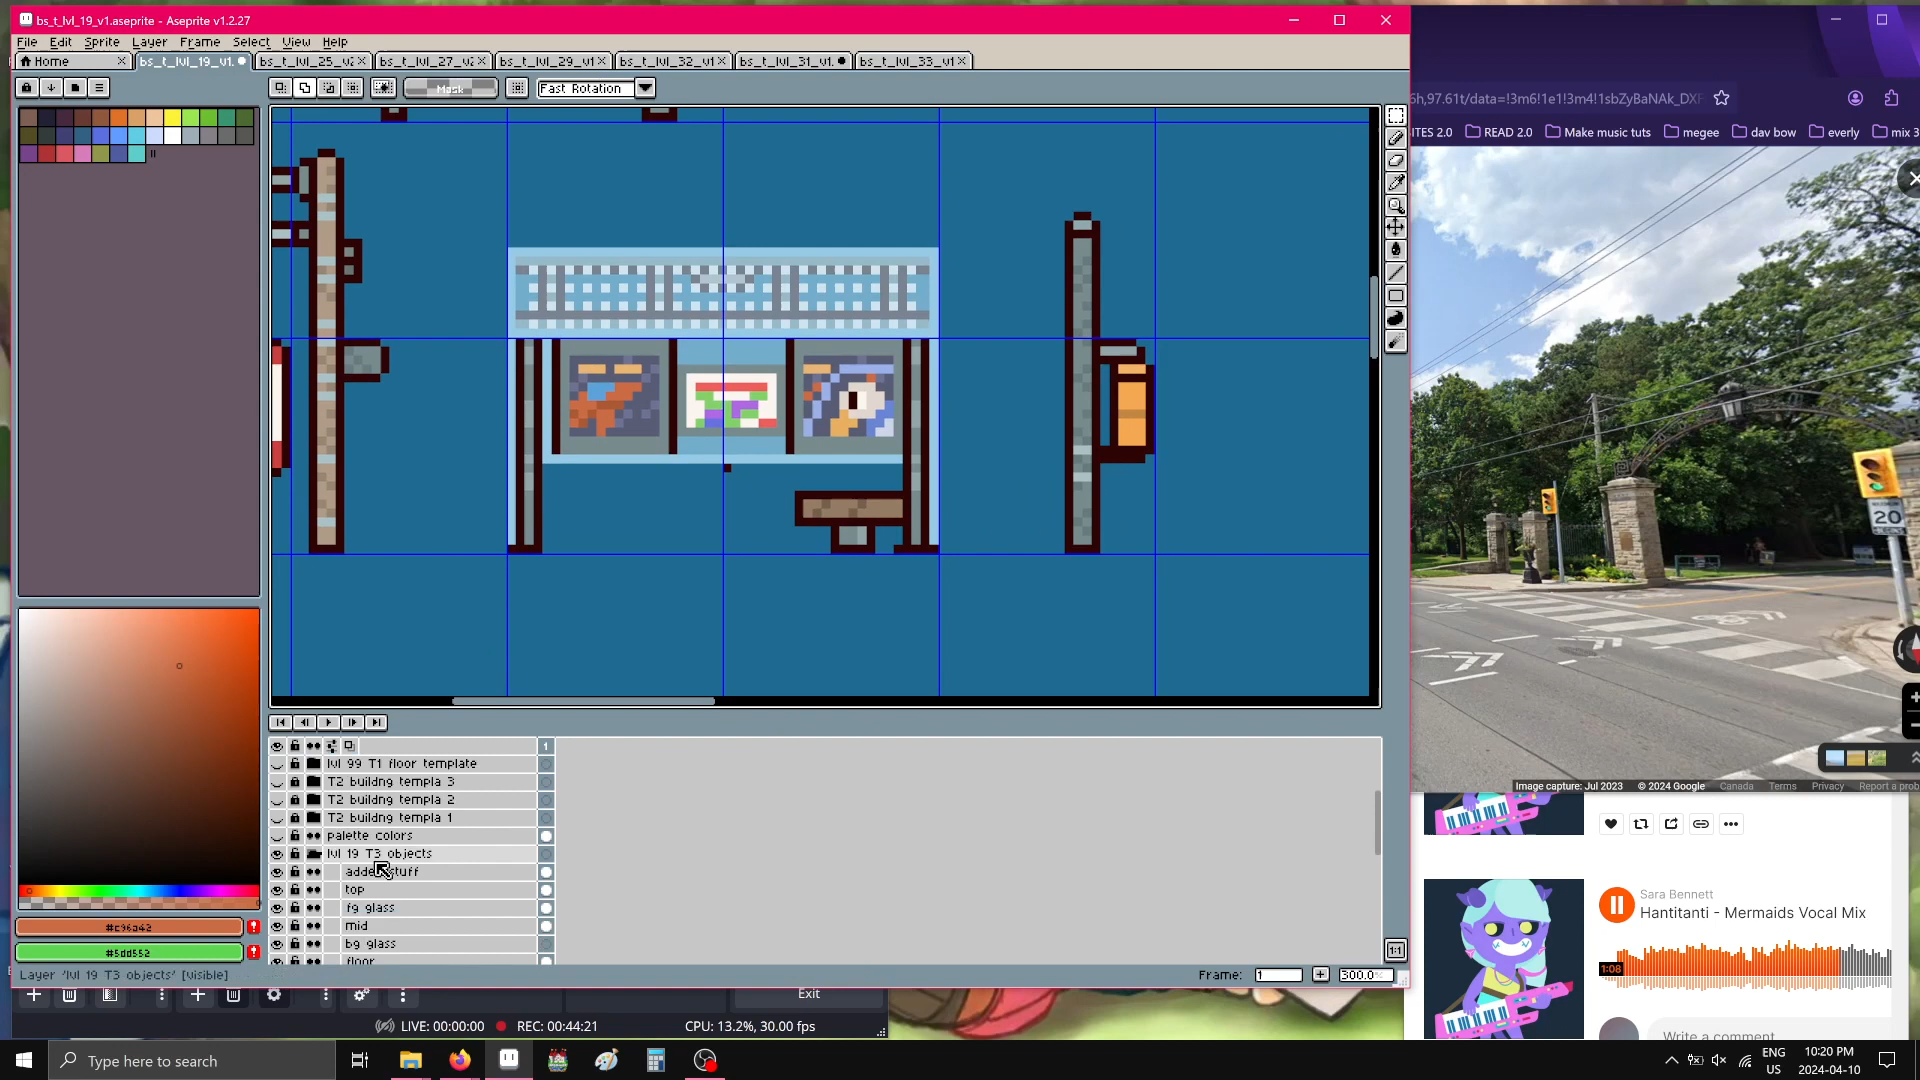 bs_t_lvl_19_v1.aseprite - Aseprite v1.2.27
File Edit Sprite Layer Frame Select View Help
Home
bs_t_lvl_19_v1.
bs_t_lvl_25_v2
bs_t_lvl_27_v2
bs_t_lvl_29_v1
bs_t_lvl_32_v1
bs_t_lvl_31_v1.
bs_t_lvl_33_v1
Mask
Fast Rotation
READ 2.0
Make music tuts
megee
dav bow
everly
mix 3
20
Image capture: Jul 2023 © 2024 Google Canada Terms Privacy
1
lvl 99 T1 floor template
T2 buildng templa 3
T2 buildng templa 2
T2 buildng templa 1
palette colors
lvl 19 T3 objects
top
fg glass
mid
bg glass
floor
#c96a42
#5dd552
Layer 'lvl 19 T3 objects' [visible]
Frame: 1
300.0
1:1
Sara Bennett
Hantitanti - Mermaids Vocal Mix
1:08
Write a comment
Exit
LIVE: 00:00:00 REC: 00:44:21 CPU: 13.2%, 30.00 fps
Type here to search
ENG
US
10:20 PM
2024-04-10